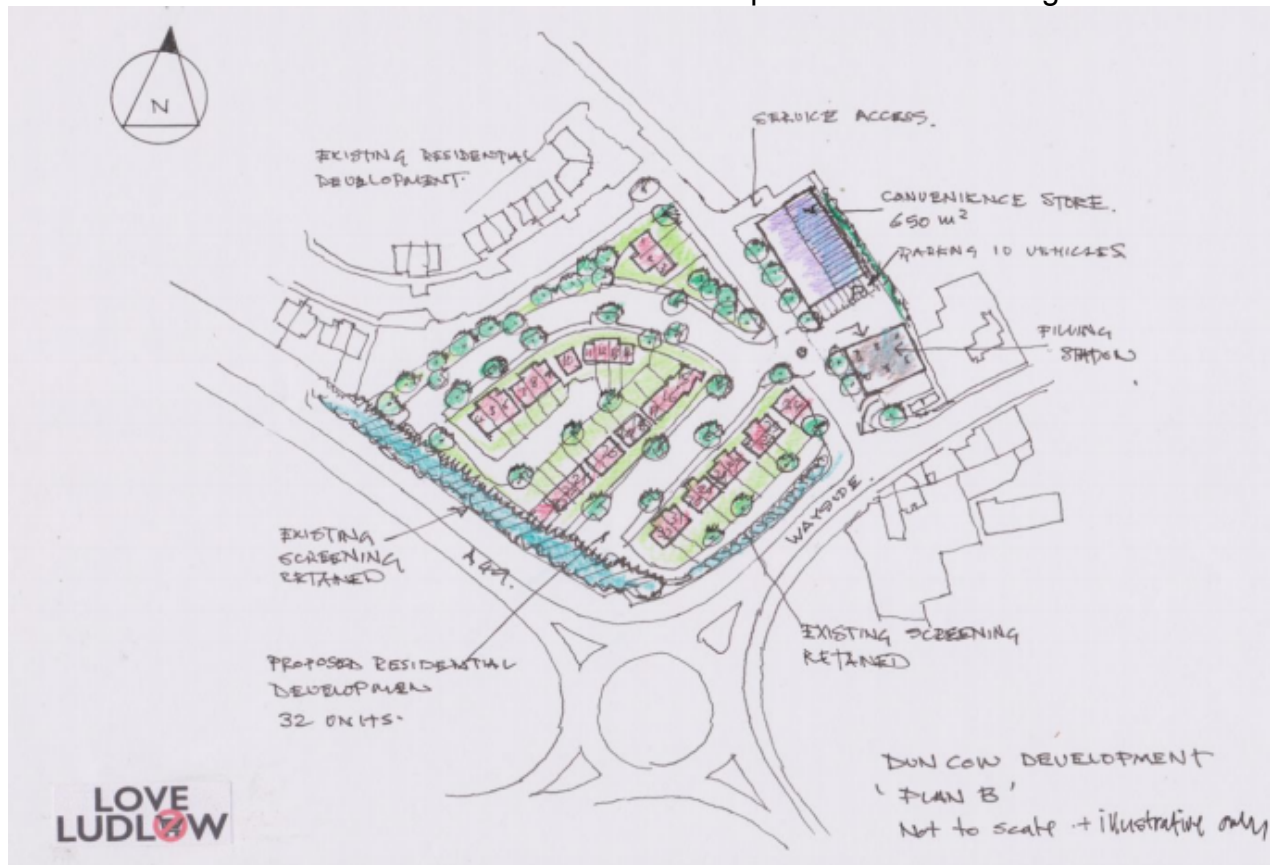 N
SERVICE ACCESS.
EXISTING RESIDENTIAL
DEVELOPMENT.
CONVENIENCE STORE.
650 m²
PARKING 10 VEHICLES
FILLING
STATION
EXISTING
SCREENING
RETAINED
A49.
WAYSIDE.
EXISTING SCREENING
RETAINED
PROPOSED RESIDENTIAL
DEVELOPMEN
32 UNITS.
DUN COW DEVELOPMENT
'PLAN B'
Not to scale + illustrative only
LOVE
LUDLOW